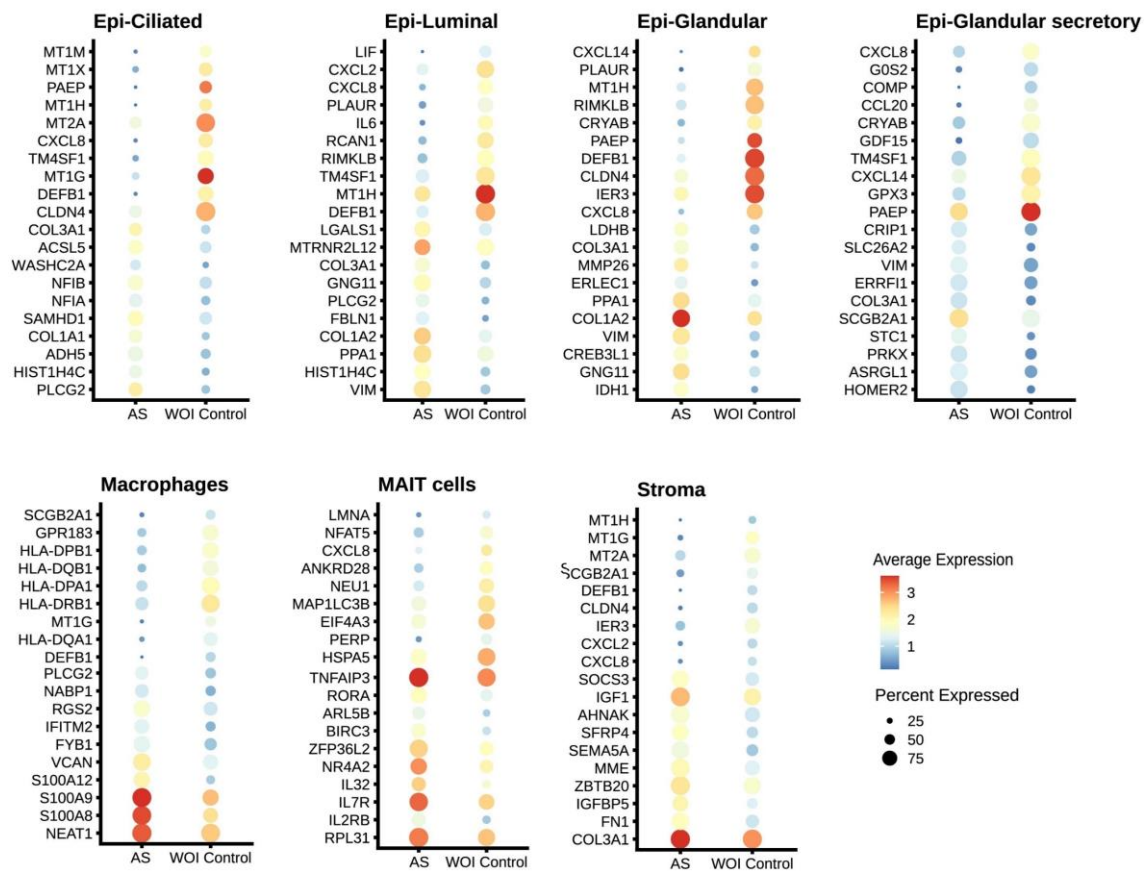 Epi-Ciliated
MT1M
MT1X
PAEP
MT1H
MT2A
CXCL8
TM4SF1
MT1G
DEFB1
CLDN4
COL3A1
ACSL5
WASHC2A
NFIB
NFIA
SAMHD1
COL1A1
ADH5
HIST1H4C
PLCG2
AS WOI Control
Epi-Luminal
LIF
CXCL2
CXCL8
PLAUR
IL6
RCAN1
RIMKLB
TM4SF1
MT1H
DEFB1
LGALS1
MTRNR2L12
COL3A1
GNG11
PLCG2
FBLN1
COL1A2
PPA1
HIST1H4C
VIM
AS WOI Control
Epi-Glandular
CXCL14
PLAUR
MT1H
RIMKLB
CRYAB
PAEP
DEFB1
CLDN4
IER3
CXCL8
LDHB
COL3A1
MMP26
ERLEC1
PPA1
COL1A2
VIM
CREB3L1
GNG11
IDH1
AS WOI Control
Epi-Glandular secretory
CXCL8
G0S2
COMP
CCL20
CRYAB
GDF15
TM4SF1
CXCL14
GPX3
PAEP
CRIP1
SLC26A2
VIM
ERRFI1
COL3A1
SCGB2A1
STC1
PRKX
ASRGL1
HOMER2
AS WOI Control
Macrophages
SCGB2A1
GPR183
HLA-DPB1
HLA-DQB1
HLA-DPA1
HLA-DRB1
MT1G
HLA-DQA1
DEFB1
PLCG2
NABP1
RGS2
IFITM2
FYB1
VCAN
S100A12
S100A9
S100A8
NEAT1
AS WOI Control
MAIT cells
LMNA
NFAT5
CXCL8
ANKRD28
NEU1
MAP1LC3B
EIF4A3
PERP
HSPA5
TNFAIP3
RORA
ARL5B
BIRC3
ZFP36L2
NR4A2
IL32
IL7R
IL2RB
RPL31
AS WOI Control
Stroma
MT1H
MT1G
MT2A
SCGB2A1
DEFB1
CLDN4
IER3
CXCL2
CXCL8
SOCS3
IGF1
AHNAK
SFRP4
SEMA5A
MME
ZBTB20
IGFBP5
FN1
COL3A1
AS WOI Control
Average Expression
3
2
1
Percent Expressed
25
50
75